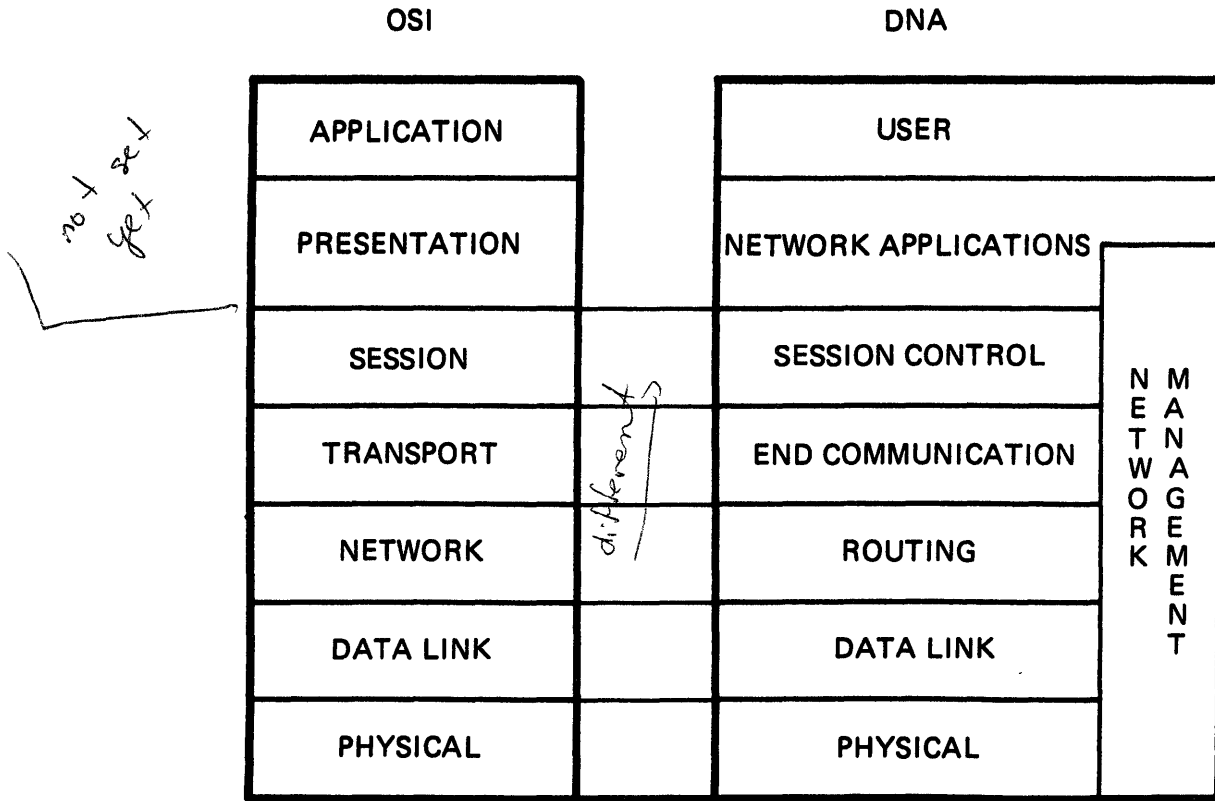 OSI
DNA
APPLICATION
USER
not set
yet
PRESENTATION
NETWORK APPLICATIONS
SESSION
SESSION CONTROL
different
TRANSPORT
END COMMUNICATION
NETWORK
ROUTING
DATA LINK
DATA LINK
PHYSICAL
PHYSICAL
NETWORK
MANAGEMENT